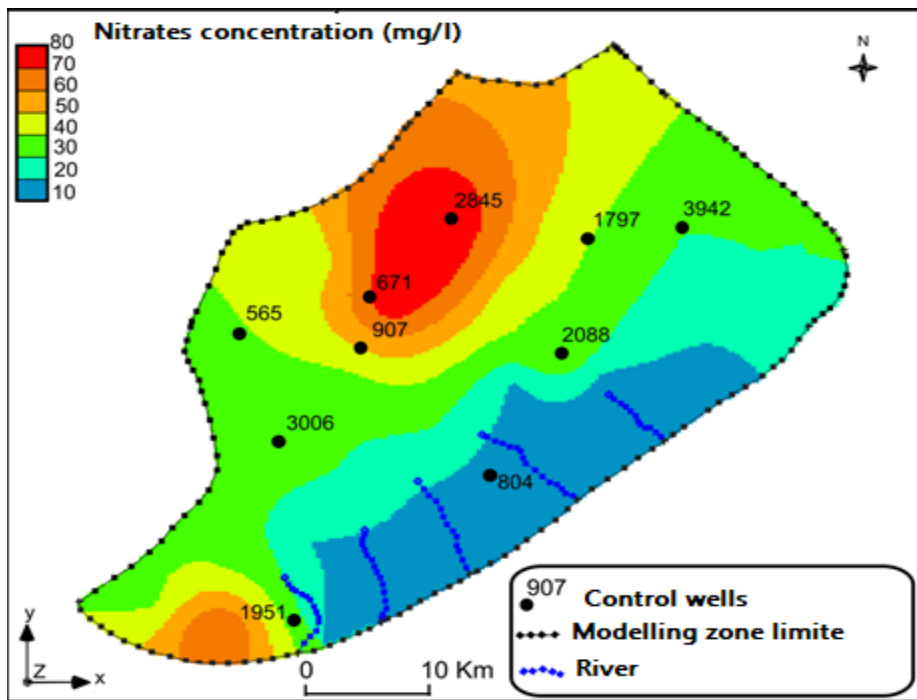 Nitrates concentration (mg/l)
80
70
60
50
40
30
20
10
N
2845
1797
3942
671
565
907
2088
3006
804
1951
907
Control wells
Modelling zone limite
River
y
Z
x
0
10 Km